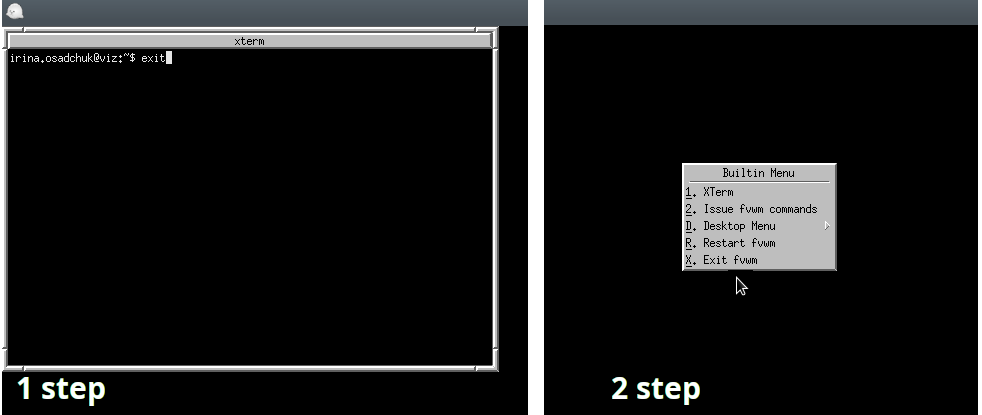 xterm
irina.osadchuk@viz:~$ exit
1 step
Builtin Menu
1. XTerm
2. Issue fvwm commands
D. Desktop Menu
R. Restart fvwm
X. Exit fvwm
2 step